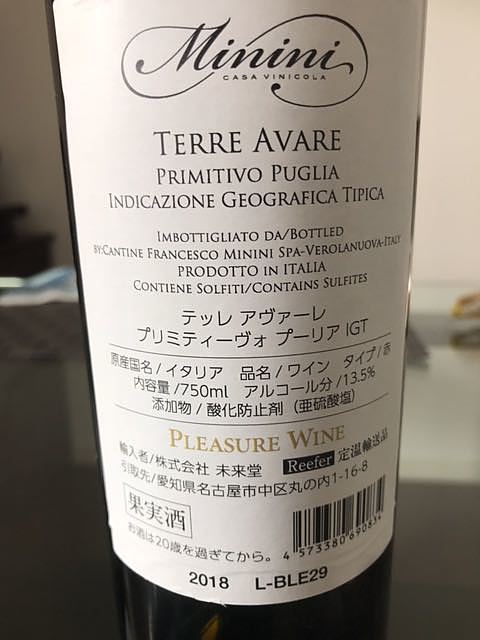 Minini
CASA VINICOLA
TERRE AVARE
PRIMITIVO PUGLIA
INDICAZIONE GEOGRAFICA TIPICA
IMBOTTIGLIATO DA/BOTTLED
BY:CANTINE FRANCESCO MININI SPA-VEROLANUOVA-ITALY
PRODOTTO IN ITALIA
CONTIENE SOLFITI/CONTAINS SULFITES
テッレ アヴァーレ
プリミティーヴォ プーリア IGT
原産国名/イタリア 品名/ワイン タイプ/赤
内容量/750ml アルコール分/13.5%
添加物/酸化防止剤（亜硫酸塩）
PLEASURE WINE
輸入者/株式会社 未来堂 Reefer 定温輸送品
引取先/愛知県名古屋市中区丸の内1-16-8
果実酒
お酒は20歳を過ぎてから。
4 573380 690834
2018 L-BLE29